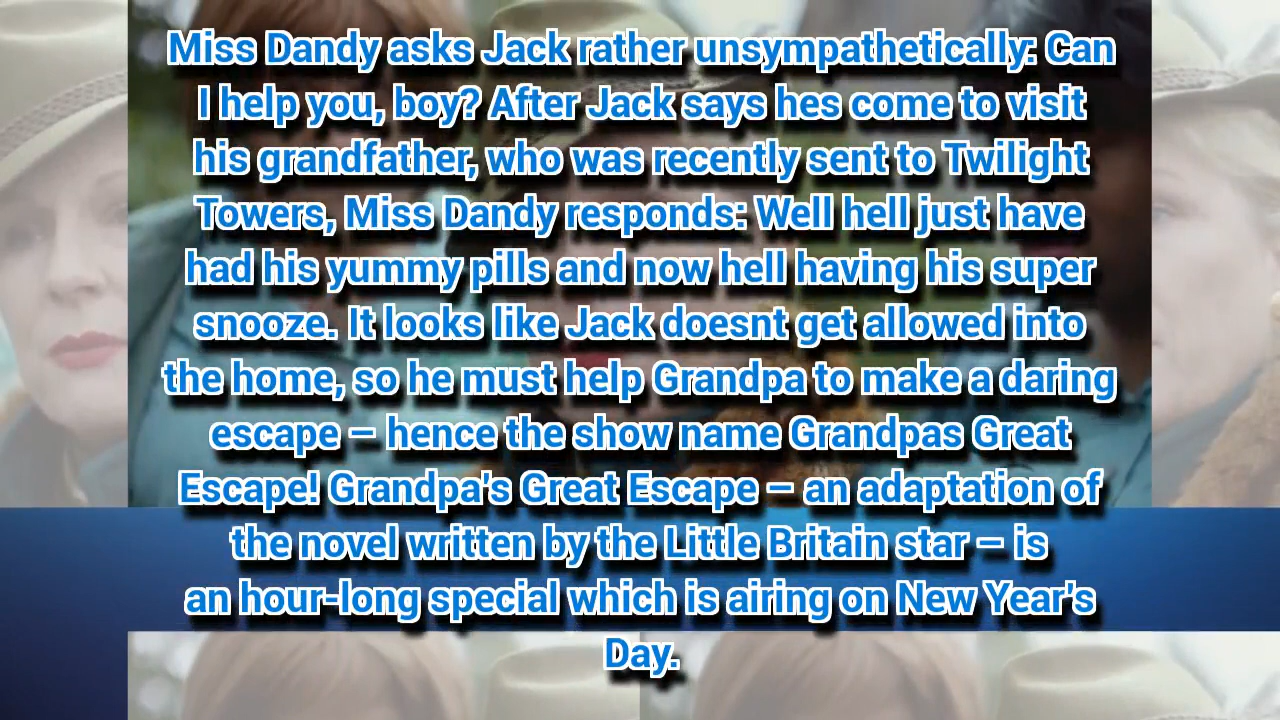 Miss Dandy asks Jack rather unsympathetically: Can
I help you, boy? After Jack says hes come to visit
his grandfather, who was recently sent to Twilight
Towers, Miss Dandy responds: Well hell just have
had his yummy pills and now hell having his super
snooze. It looks like Jack doesnt get allowed into
the home, so he must help Grandpa to make a daring
escape – hence the show name Grandpas Great
Escape! Grandpa's Great Escape – an adaptation of
the novel written by the Little Britain star – is
an hour-long special which is airing on New Year's
Day.